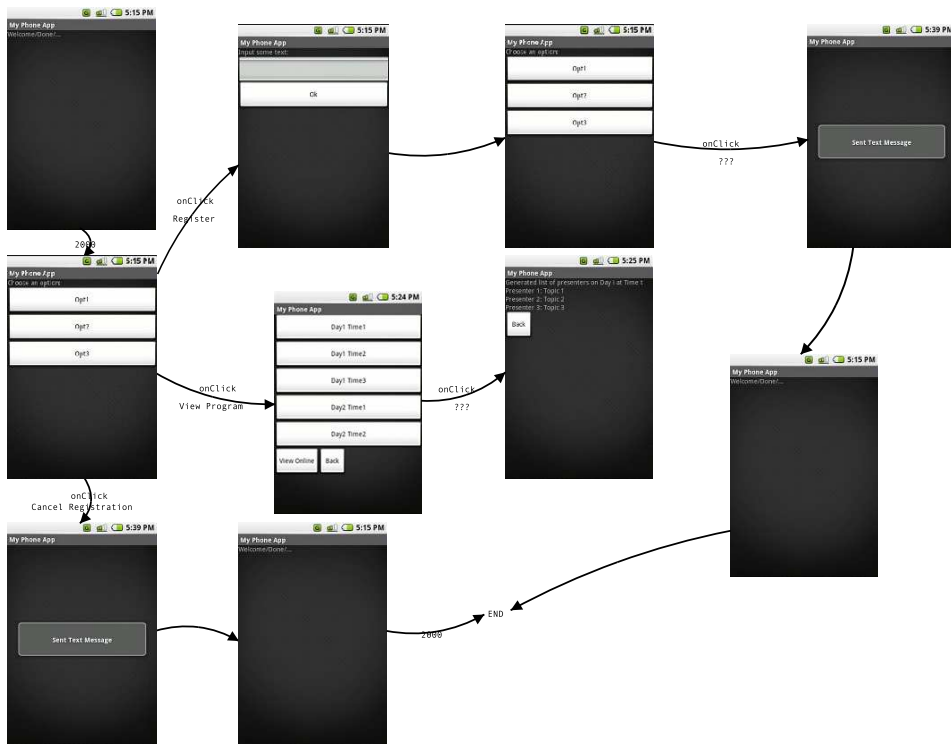 5:15 PM
My Phone App
Welcome/Done/...
2000
5:15 PM
My Phone App
Input some text:
Ok
5:15 PM
My Phone App
Choose an option:
Opt1
Opt2
Opt3
5:39 PM
My Phone App
Sent Text Message
onClick
Register
onClick
???
5:15 PM
My Phone App
Choose an option:
Opt1
Opt2
Opt3
onClick
View Program
5:24 PM
My Phone App
Day1 Time1
Day1 Time2
Day1 Time3
Day2 Time1
Day2 Time2
View Online
Back
onClick
???
5:25 PM
My Phone App
Generated list of presenters on Day i at Time t
Presenter 1: Topic 1
Presenter 2: Topic 2
Presenter 3: Topic 3
Back
5:15 PM
My Phone App
Welcome/Done/...
onClick
Cancel Registration
5:39 PM
My Phone App
Sent Text Message
5:15 PM
My Phone App
Welcome/Done/...
2000
END